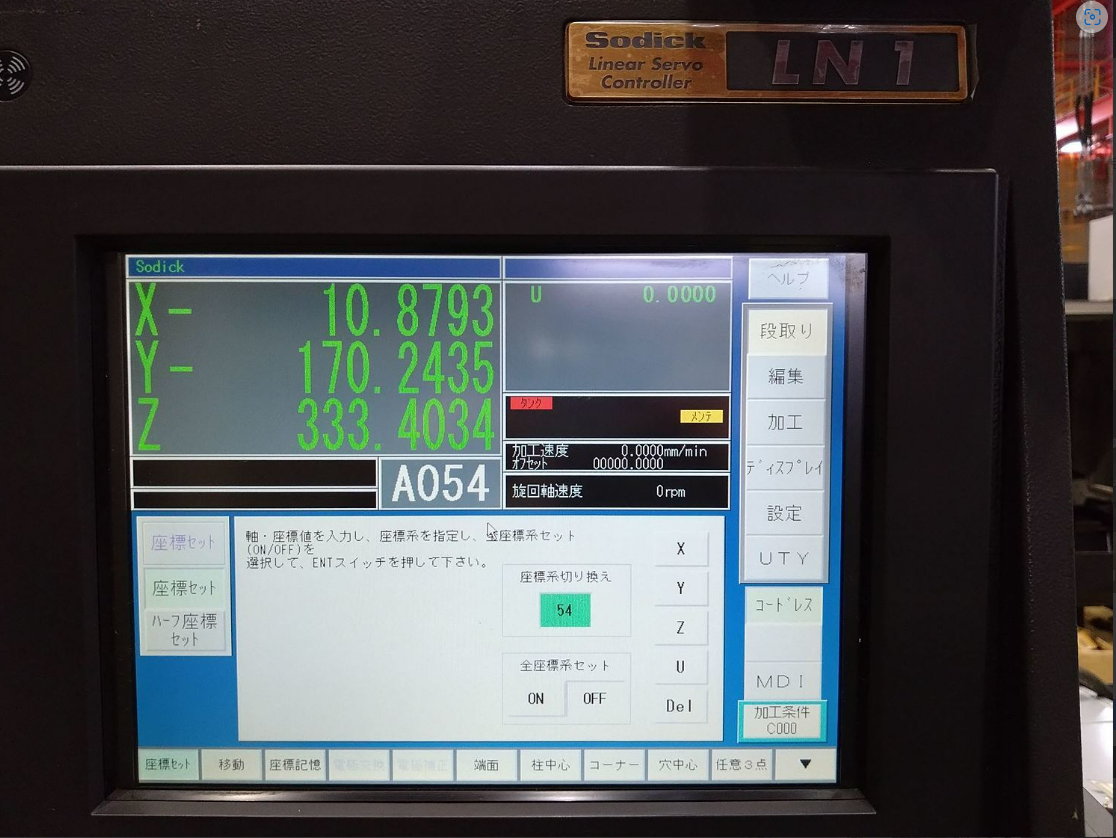 Sodick
Linear Servo
Controller
LN1
Sodick
X- 10.8793
Y- 170.2435
Z 333.4034
U 0.0000
タンク
メンテ
加工速度 0.0000mm/min
オフセット 00000.0000
A054
旋回軸速度 0rpm
ヘルプ
段取り
編集
加工
ディスプレイ
設定
UTY
コードレス
MDI
加工条件
C000
座標セット
座標セット
ハーフ座標
セット
軸・座標値を入力し、座標系を指定し、全座標系セット
(ON/OFF)を
選択して、ENTスイッチを押して下さい。
座標系切り換え
54
全座標系セット
ON OFF
X
Y
Z
U
Del
座標セット 移動 座標記憶 端面 柱中心 コーナー 穴中心 任意3点 ▼